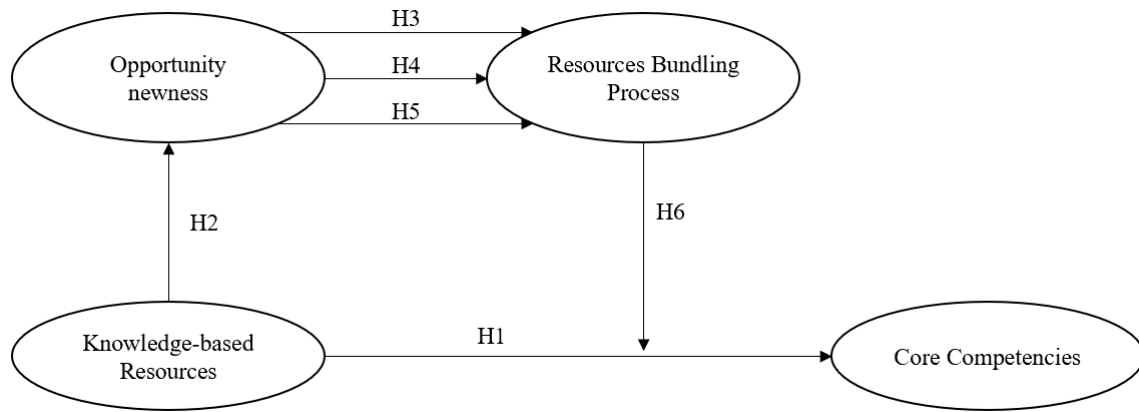 H3
Opportunity
newness
H4
Resources Bundling
Process
H5
H2
H6
Knowledge-based
Resources
H1
Core Competencies